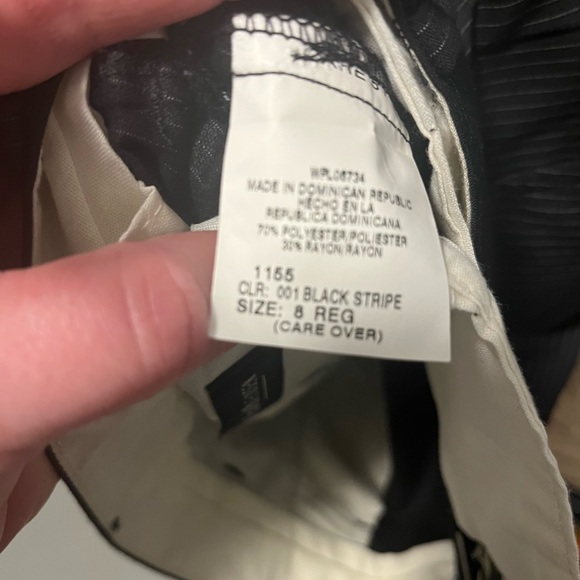 WPL06734
MADE IN DOMINICAN REPUBLIC
HECHO EN LA
REPUBLICA DOMINICANA
70% POLYESTER/POLIESTER
30% RAYON/RAYON
1155
CLR: 001 BLACK STRIPE
SIZE: 8 REG
(CARE OVER)